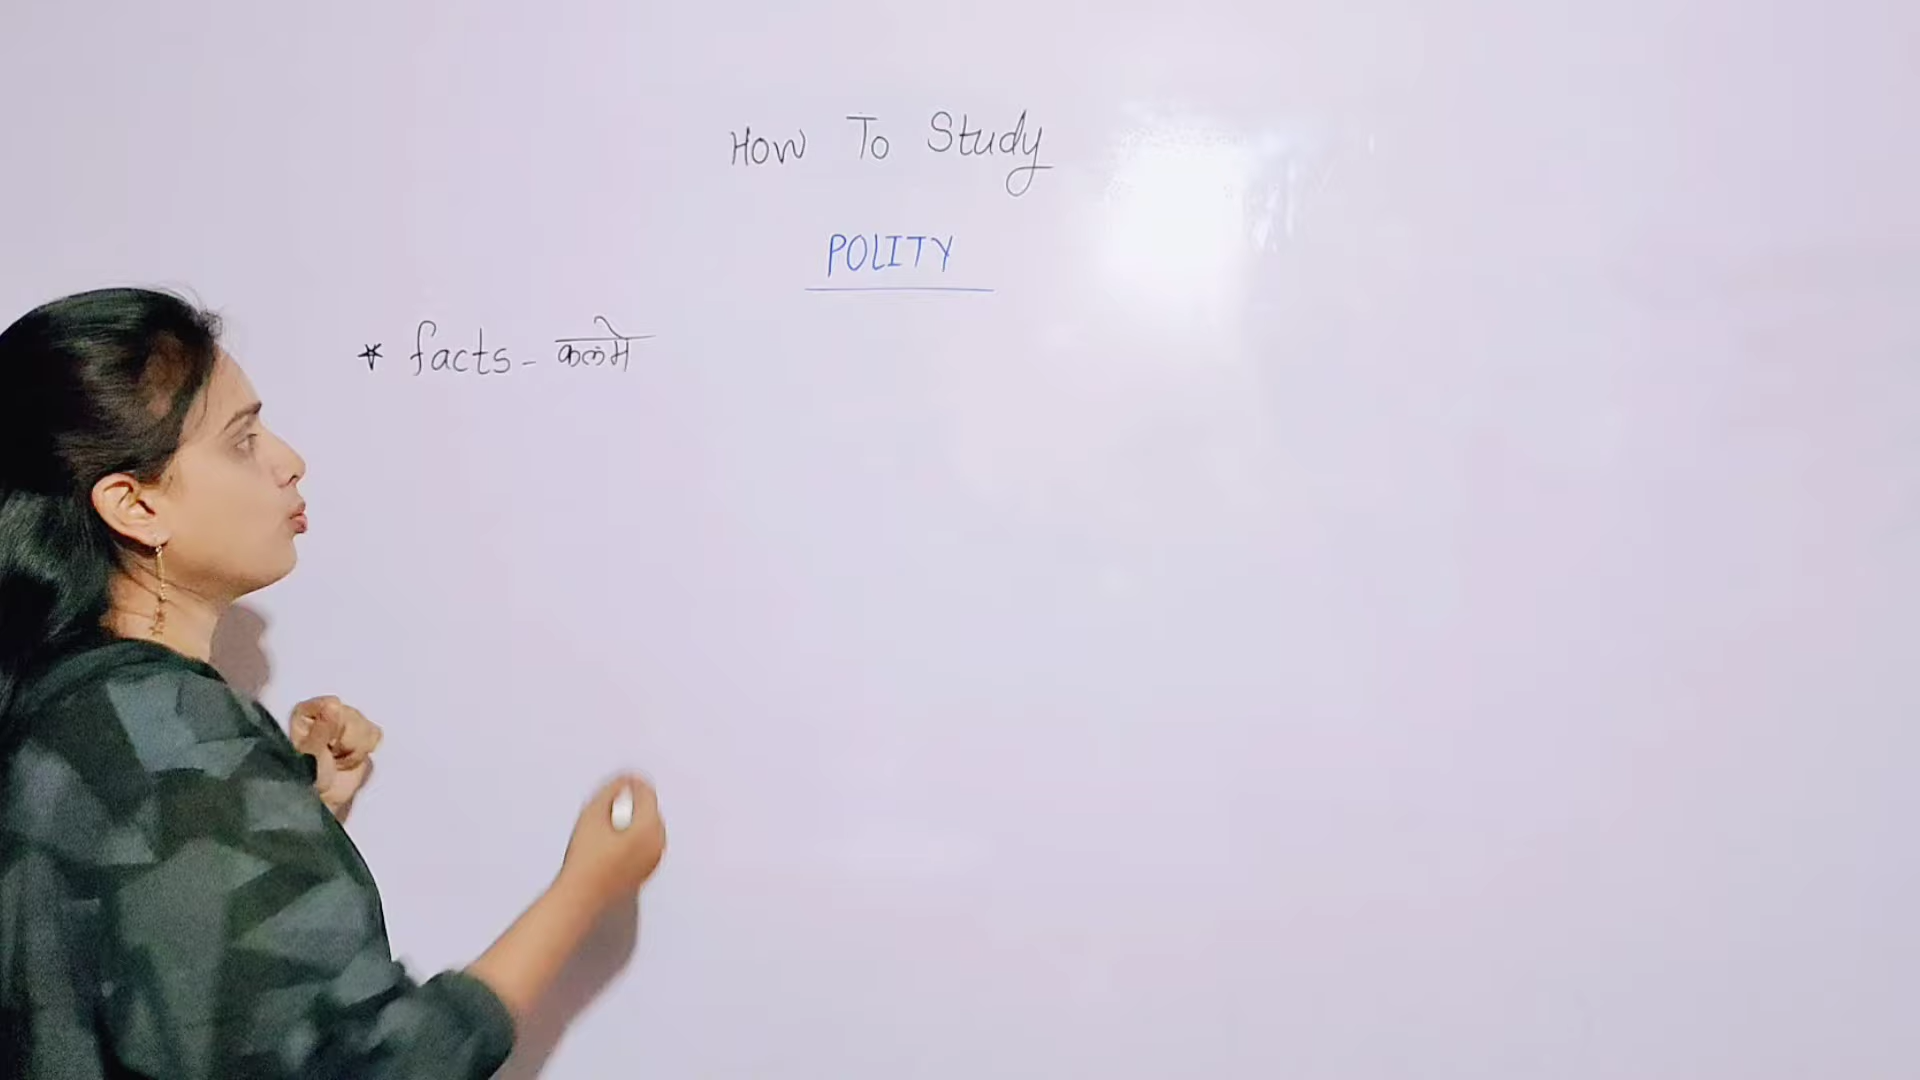 How To Study
POLITY
* facts - कलमे